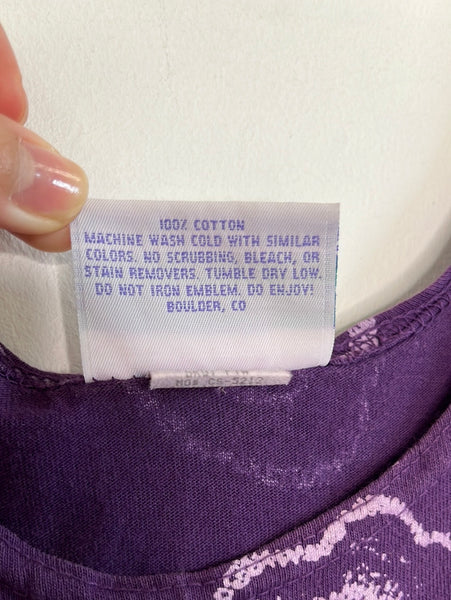 100% COTTON
MACHINE WASH COLD WITH SIMILAR
COLORS. NO SCRUBBING, BLEACH, OR
STAIN REMOVERS. TUMBLE DRY LOW.
DO NOT IRON EMBLEM. DO ENJOY!
BOULDER, CO